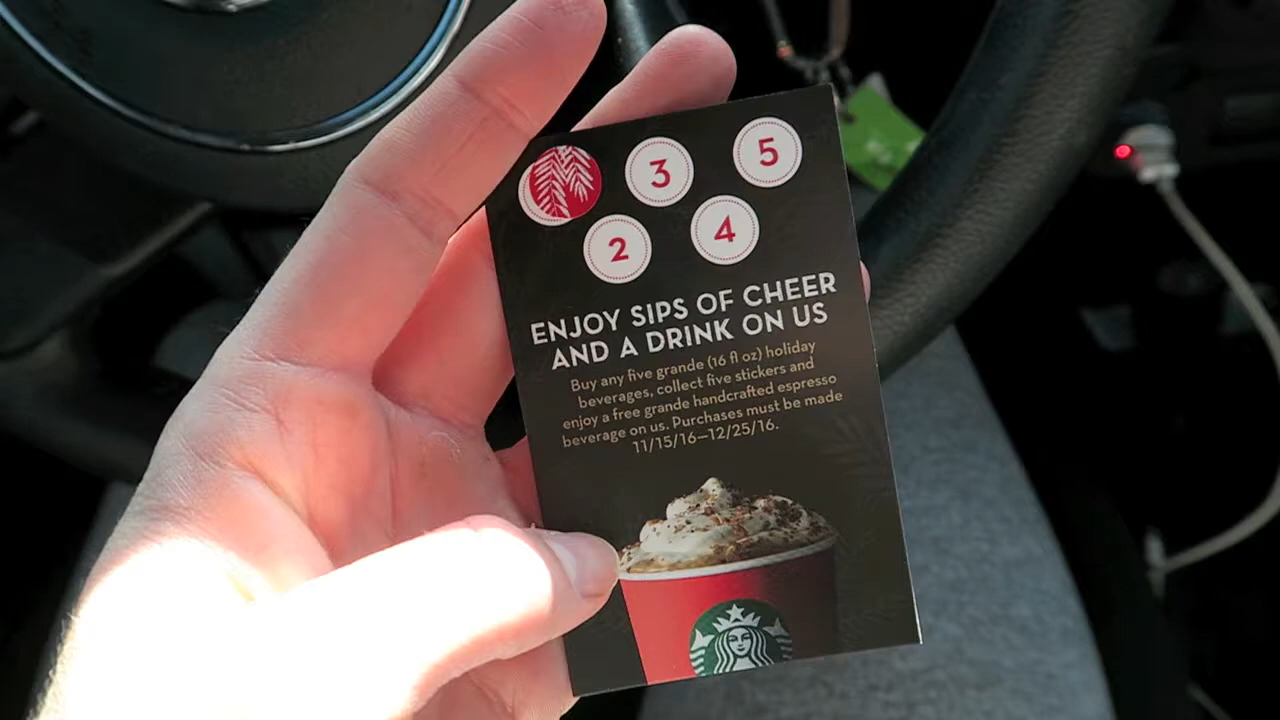 3
5
2
4
ENJOY SIPS OF CHEER
AND A DRINK ON US
Buy any five grande (16 fl oz) holiday
beverages, collect five stickers and
enjoy a free grande handcrafted espresso
beverage on us. Purchases must be made
11/15/16–12/25/16.